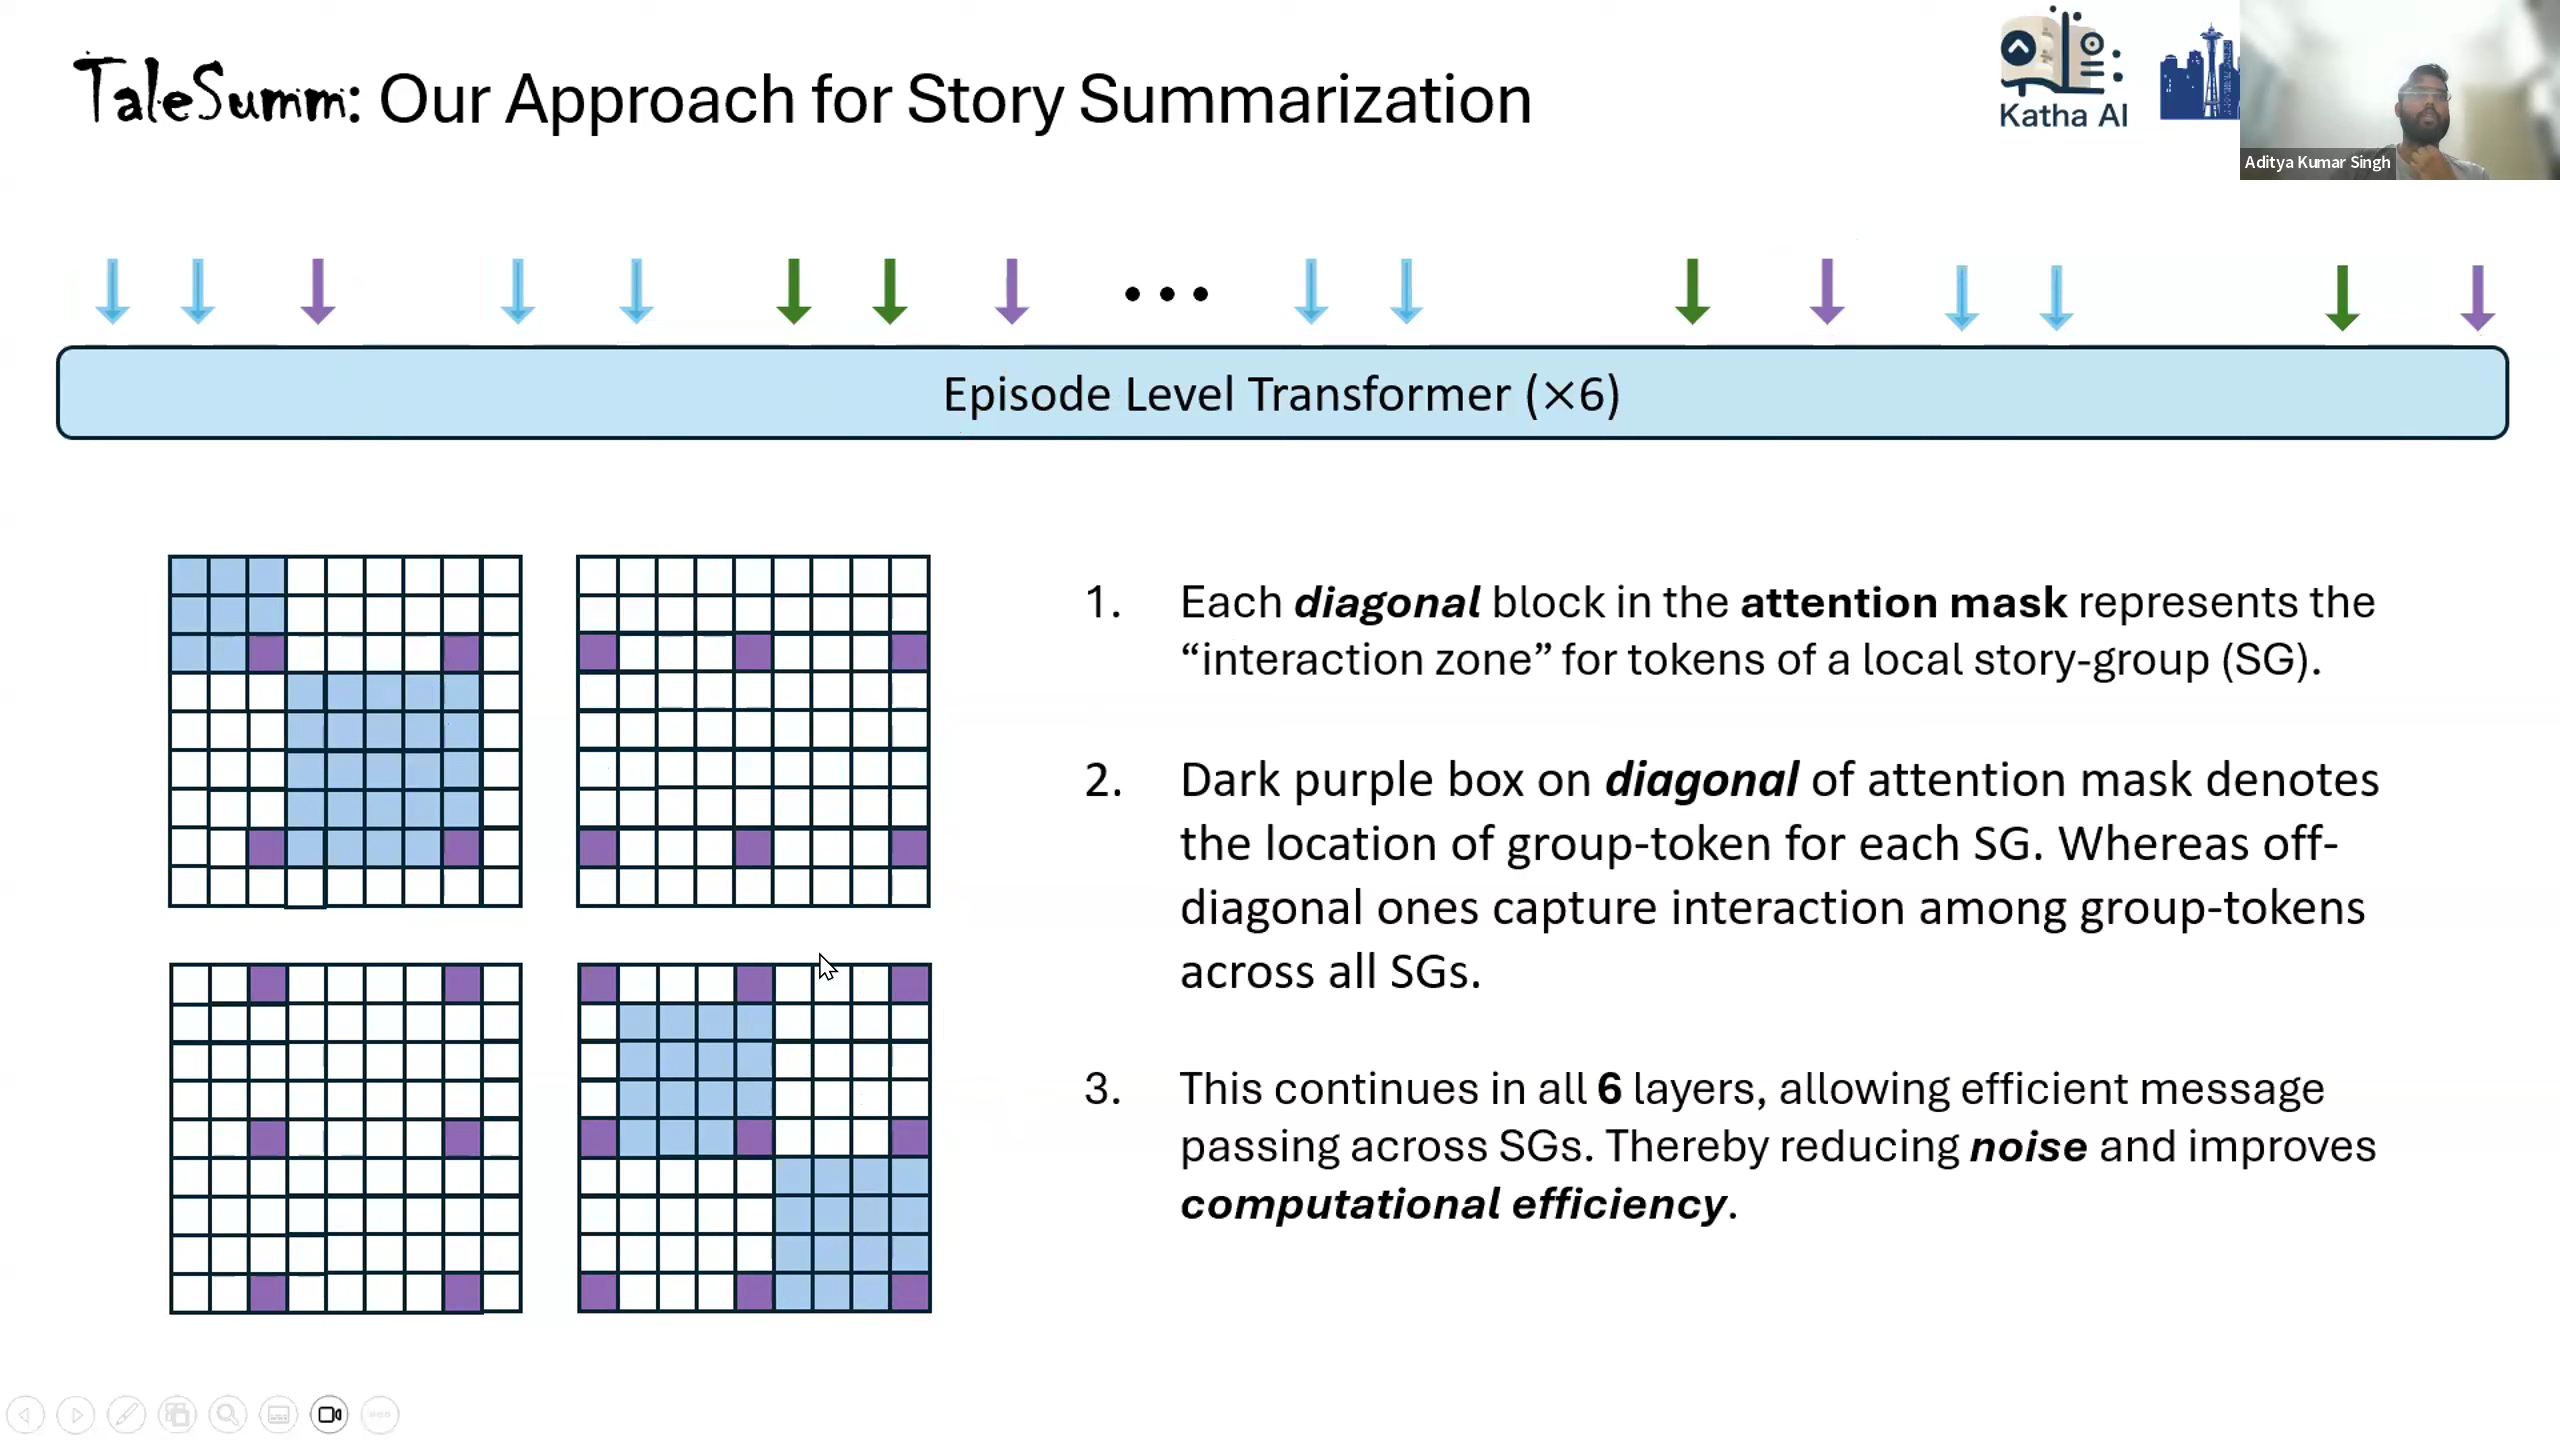 TaleSumm: Our Approach for Story Summarization
Katha AI
Aditya Kumar Singh
Episode Level Transformer (×6)
1. Each diagonal block in the attention mask represents the
“interaction zone” for tokens of a local story-group (SG).
2. Dark purple box on diagonal of attention mask denotes
the location of group-token for each SG. Whereas off-
diagonal ones capture interaction among group-tokens
across all SGs.
3. This continues in all 6 layers, allowing efficient message
passing across SGs. Thereby reducing noise and improves
computational efficiency.